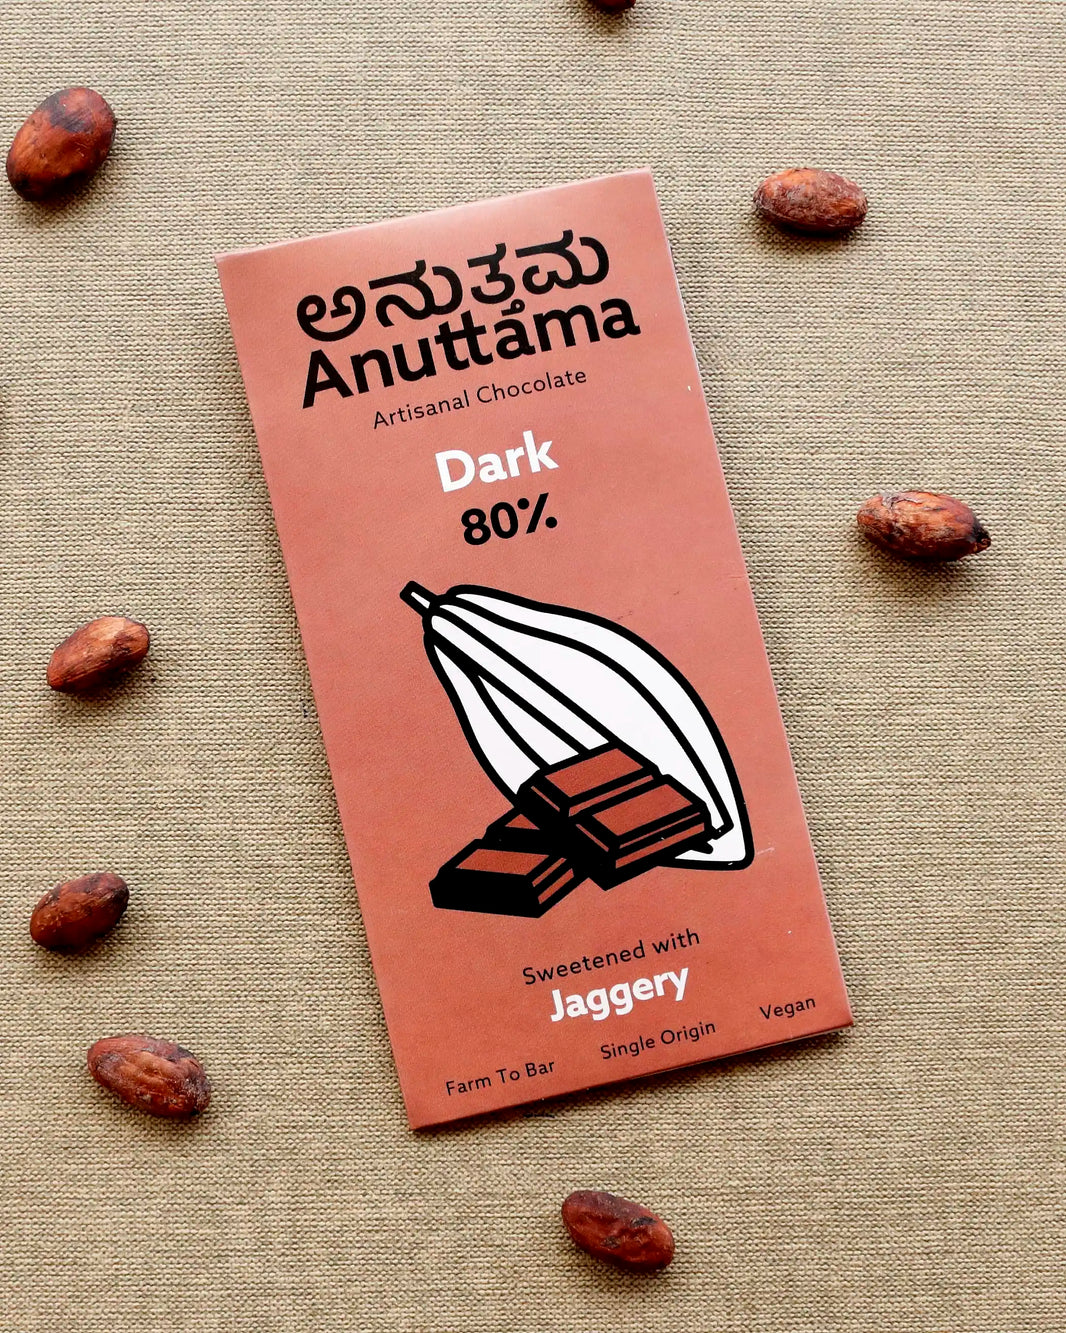 ಅನುತ್ತಮ
Anuttama
Artisanal Chocolate
Dark
80%
Sweetened with
Jaggery
Farm To Bar Single Origin Vegan